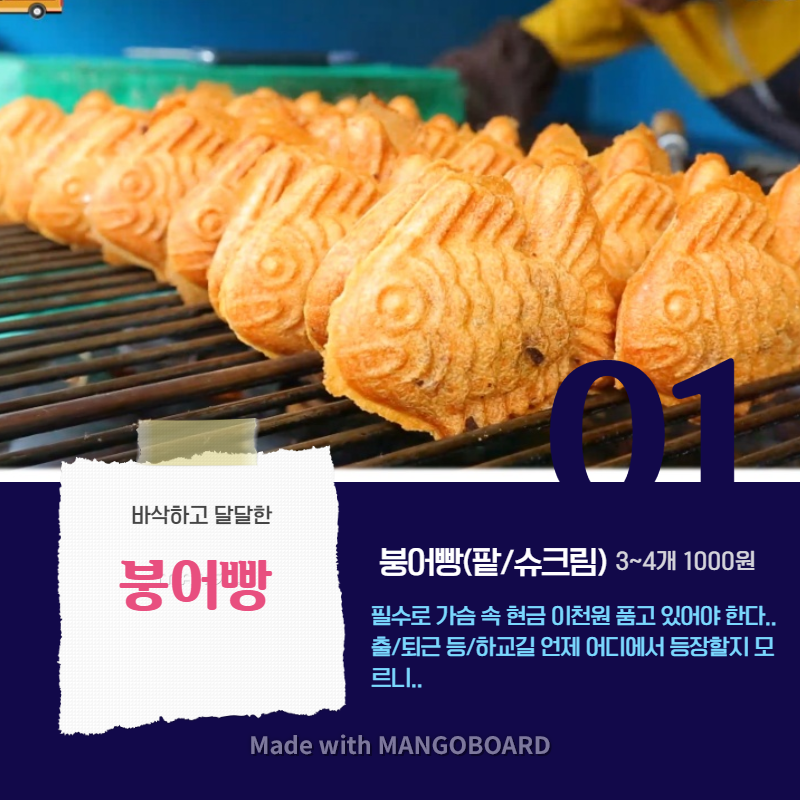 01
바삭하고 달달한
붕어빵
붕어빵(팥/슈크림) 3~4개 1000원
필수로 가슴 속 현금 이천원 품고 있어야 한다..
출/퇴근 등/하교길 언제 어디에서 등장할지 모
르니..
Made with MANGOBOARD